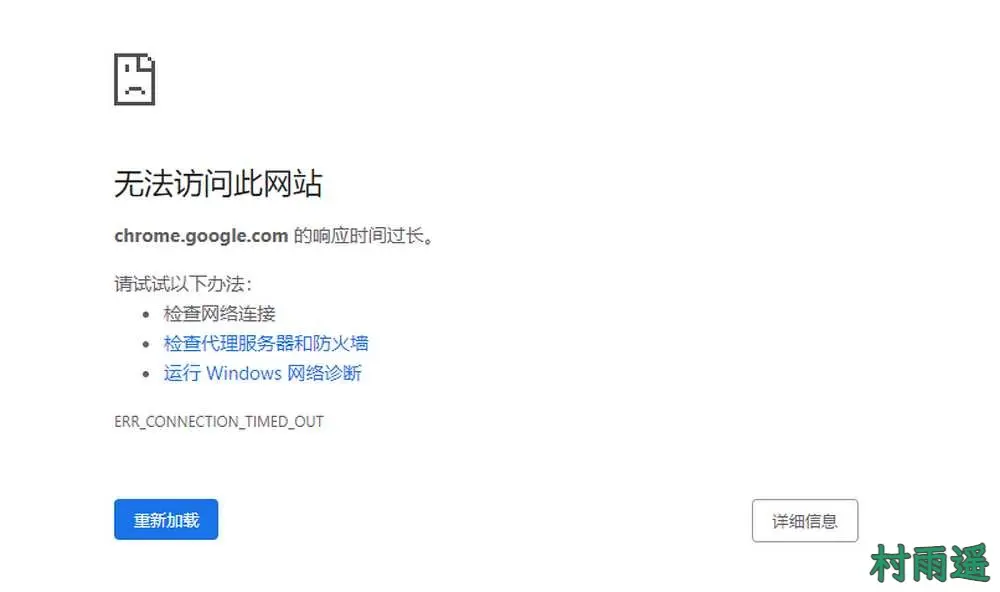 无法访问此网站
chrome.google.com 的响应时间过长。
请试试以下办法：
检查网络连接
检查代理服务器和防火墙
运行 Windows 网络诊断
ERR_CONNECTION_TIMED_OUT
重新加载
详细信息
村雨遥